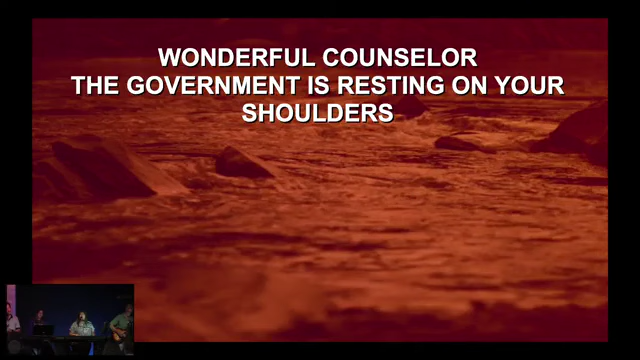 WONDERFUL COUNSELOR
THE GOVERNMENT IS RESTING ON YOUR
SHOULDERS